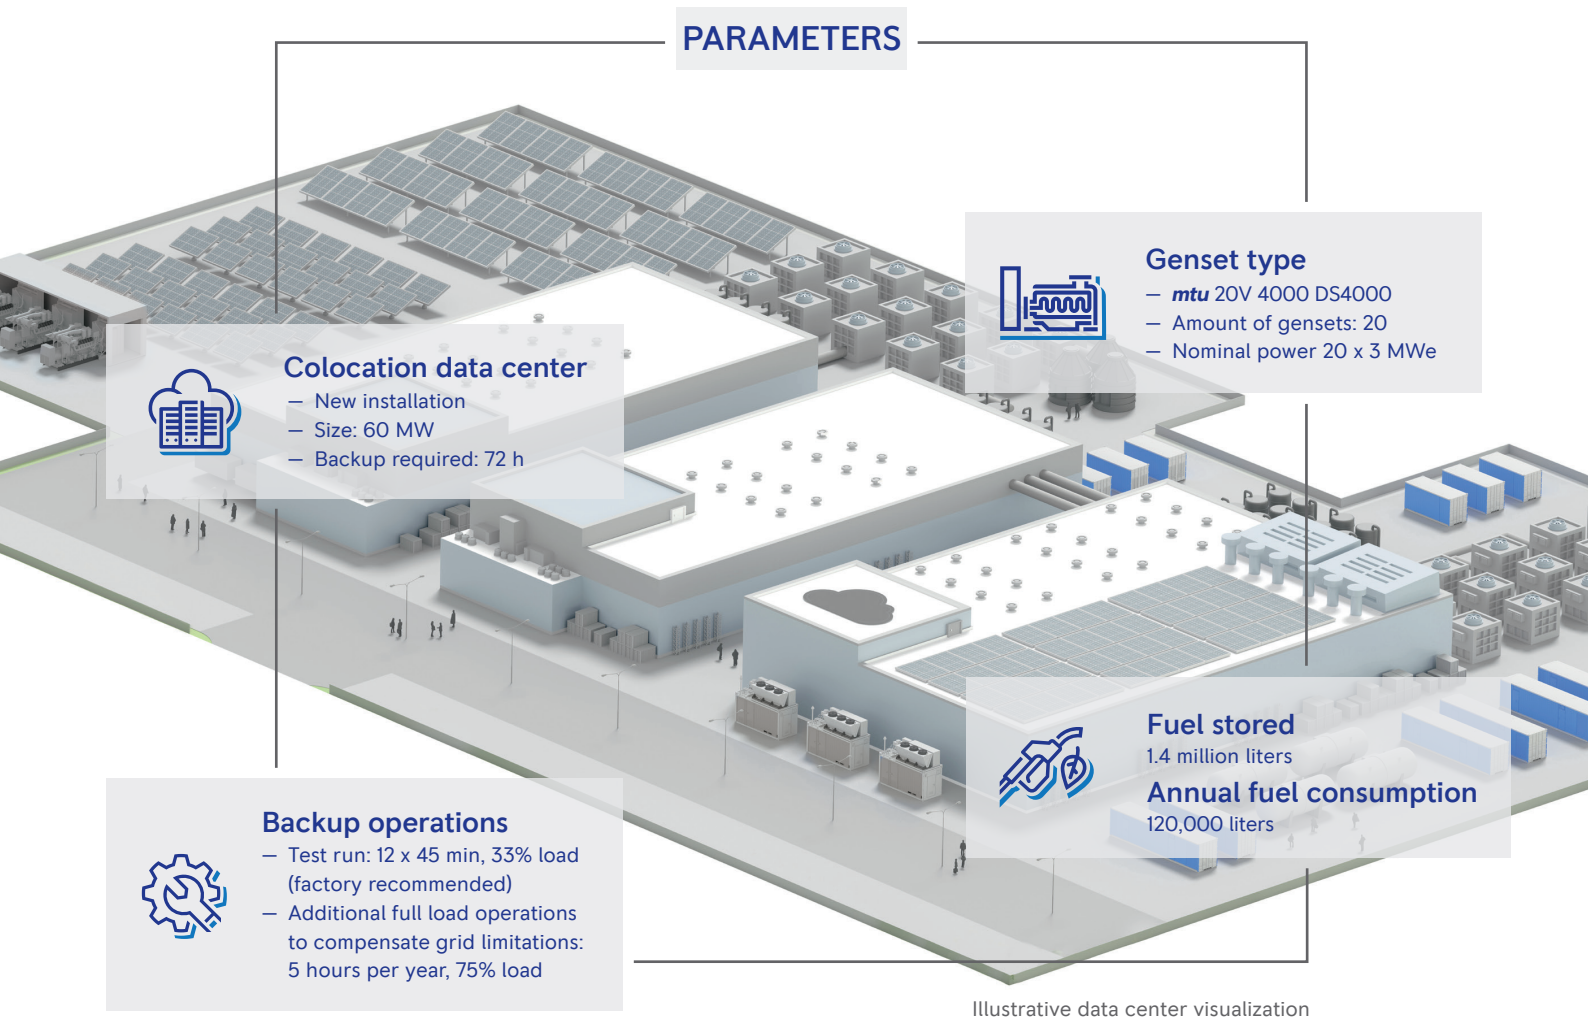 PARAMETERS
Genset type
— mtu 20V 4000 DS4000
— Amount of gensets: 20
— Nominal power 20 x 3 MWe
Colocation data center
— New installation
— Size: 60 MW
— Backup required: 72 h
Fuel stored
1.4 million liters
Annual fuel consumption
120,000 liters
Backup operations
— Test run: 12 x 45 min, 33% load
(factory recommended)
— Additional full load operations
to compensate grid limitations:
5 hours per year, 75% load
Illustrative data center visualization